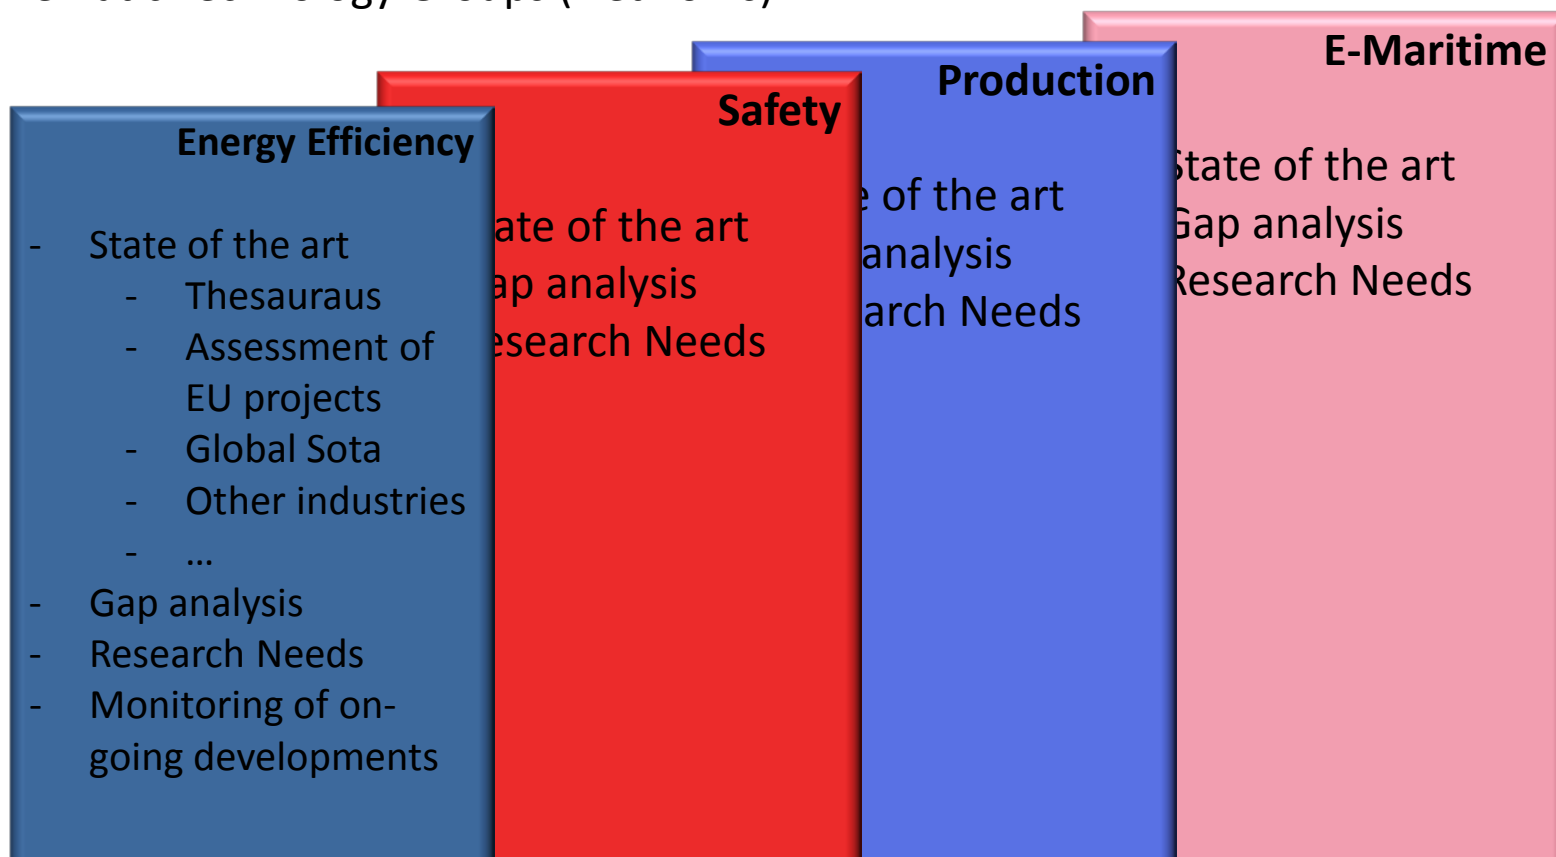 E-Maritime
Production
Safety
Energy Efficiency
- State of the art
- Thesauraus
- Assessment of
EU projects
- Global Sota
- Other industries
- ...
- Gap analysis
- Research Needs
- Monitoring of on-
going developments
ate of the art
ap analysis
esearch Needs
e of the art
analysis
arch Needs
State of the art
Gap analysis
Research Needs